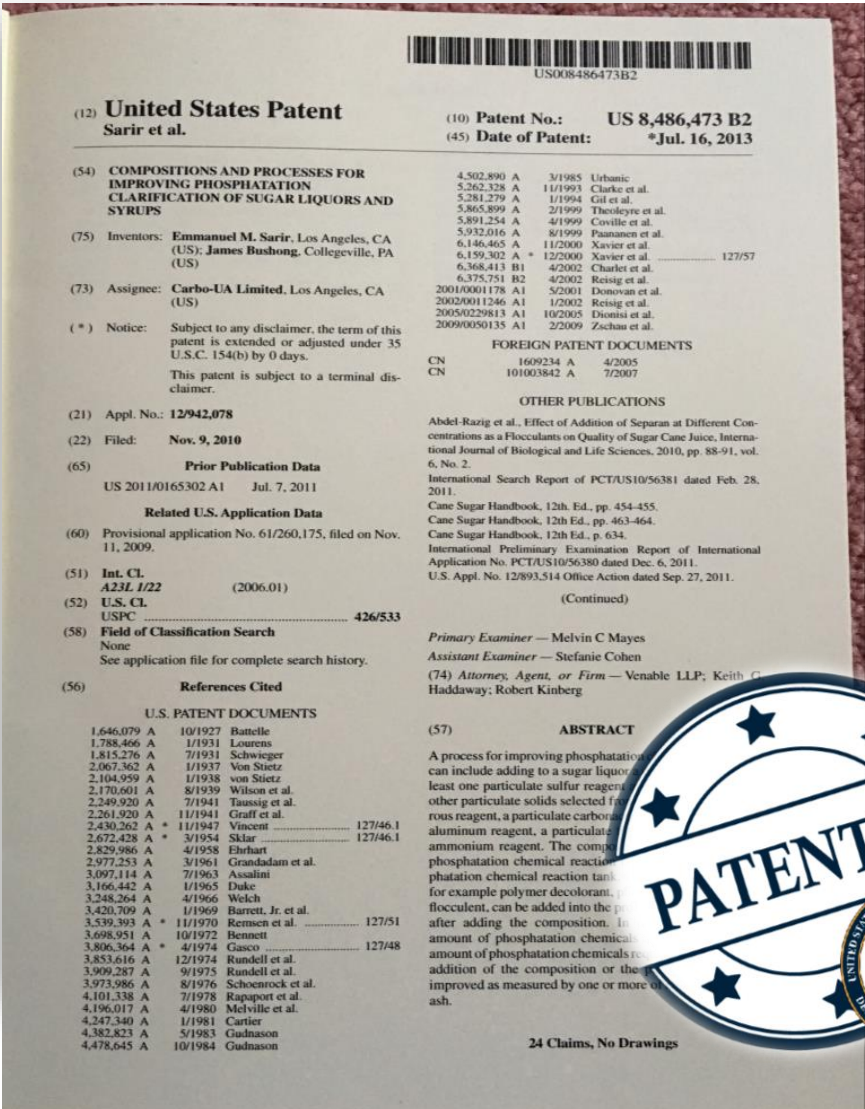 US008486473B2
(12) United States Patent
Sarir et al.
(10) Patent No.: US 8,486,473 B2
(45) Date of Patent: *Jul. 16, 2013
(54) COMPOSITIONS AND PROCESSES FOR
IMPROVING PHOSPHATATION
CLARIFICATION OF SUGAR LIQUORS AND
SYRUPS
(75) Inventors: Emmanuel M. Sarir, Los Angeles, CA
(US); James Bushong, Collegeville, PA
(US)
(73) Assignee: Carbo-UA Limited, Los Angeles, CA
(US)
( * ) Notice: Subject to any disclaimer, the term of this
patent is extended or adjusted under 35
U.S.C. 154(b) by 0 days.
This patent is subject to a terminal dis-
claimer.
(21) Appl. No.: 12/942,078
(22) Filed: Nov. 9, 2010
(65) Prior Publication Data
US 2011/0165302 A1 Jul. 7, 2011
Related U.S. Application Data
(60) Provisional application No. 61/260,175, filed on Nov.
11, 2009.
(51) Int. Cl.
A23L 1/22 (2006.01)
(52) U.S. Cl.
USPC ........................................................ 426/533
(58) Field of Classification Search
None
See application file for complete search history.
(56) References Cited
U.S. PATENT DOCUMENTS
1,646,079 A 10/1927 Battelle
1,788,466 A 1/1931 Lourens
1,815,276 A 7/1931 Schwieger
2,067,362 A 1/1937 Von Stietz
2,104,959 A 1/1938 von Stietz
2,170,601 A 8/1939 Wilson et al.
2,249,920 A 7/1941 Taussig et al.
2,261,920 A 11/1941 Graff et al.
2,430,262 A * 11/1947 Vincent ..................... 127/46.1
2,672,428 A * 3/1954 Sklar ......................... 127/46.1
2,829,986 A 4/1958 Ehrhart
2,977,253 A 3/1961 Grandadam et al.
3,097,114 A 7/1963 Assalini
3,166,442 A 1/1965 Duke
3,248,264 A 4/1966 Welch
3,420,709 A 1/1969 Barrett, Jr. et al.
3,539,393 A * 11/1970 Remsen et al. .............. 127/51
3,698,951 A 10/1972 Bennett
3,806,364 A * 4/1974 Gasco ......................... 127/48
3,853,616 A 12/1974 Rundell et al.
3,909,287 A 9/1975 Rundell et al.
3,973,986 A 8/1976 Schoenrock et al.
4,101,338 A 7/1978 Rapaport et al.
4,196,017 A 4/1980 Melville et al.
4,247,340 A 1/1981 Cartier
4,382,823 A 5/1983 Gudnason
4,478,645 A 10/1984 Gudnason
4,502,890 A 3/1985 Urbanic
5,262,328 A 11/1993 Clarke et al.
5,281,279 A 1/1994 Gil et al.
5,865,899 A 2/1999 Theoleyre et al.
5,891,254 A 4/1999 Coville et al.
5,932,016 A 8/1999 Paananen et al.
6,146,465 A 11/2000 Xavier et al.
6,159,302 A * 12/2000 Xavier et al. ................. 127/57
6,368,413 B1 4/2002 Charlet et al.
6,375,751 B2 4/2002 Reisig et al.
2001/0001178 A1 5/2001 Donovan et al.
2002/0011246 A1 1/2002 Reisig et al.
2005/0229813 A1 10/2005 Dionisi et al.
2009/0050135 A1 2/2009 Zschau et al.
FOREIGN PATENT DOCUMENTS
CN 1609234 A 4/2005
CN 101003842 A 7/2007
OTHER PUBLICATIONS
Abdel-Razig et al., Effect of Addition of Separan at Different Con-
centrations as a Flocculants on Quality of Sugar Cane Juice, Interna-
tional Journal of Biological and Life Sciences, 2010, pp. 88-91, vol.
6, No. 2.
International Search Report of PCT/US10/56381 dated Feb. 28,
2011.
Cane Sugar Handbook, 12th. Ed., pp. 454-455.
Cane Sugar Handbook, 12th Ed., pp. 463-464.
Cane Sugar Handbook, 12th Ed., p. 634.
International Preliminary Examination Report of International
Application No. PCT/US10/56380 dated Dec. 6, 2011.
U.S. Appl. No. 12/893,514 Office Action dated Sep. 27, 2011.
(Continued)
Primary Examiner — Melvin C Mayes
Assistant Examiner — Stefanie Cohen
(74) Attorney, Agent, or Firm — Venable LLP; Keith G.
Haddaway; Robert Kinberg
(57) ABSTRACT
A process for improving phosphatation
can include adding to a sugar liquor
least one particulate sulfur reagent
other particulate solids selected
rous reagent, a particulate
aluminum reagent, a particulate
ammonium reagent. The
phosphatation chemical
phatation chemical reaction
for example polymer decolorant,
flocculent, can be added into the
after adding the composition.
amount of phosphatation chemicals
amount of phosphatation chemicals
addition of the composition or the
improved as measured by one or more
ash.
24 Claims, No Drawings
PATENT
UNITED